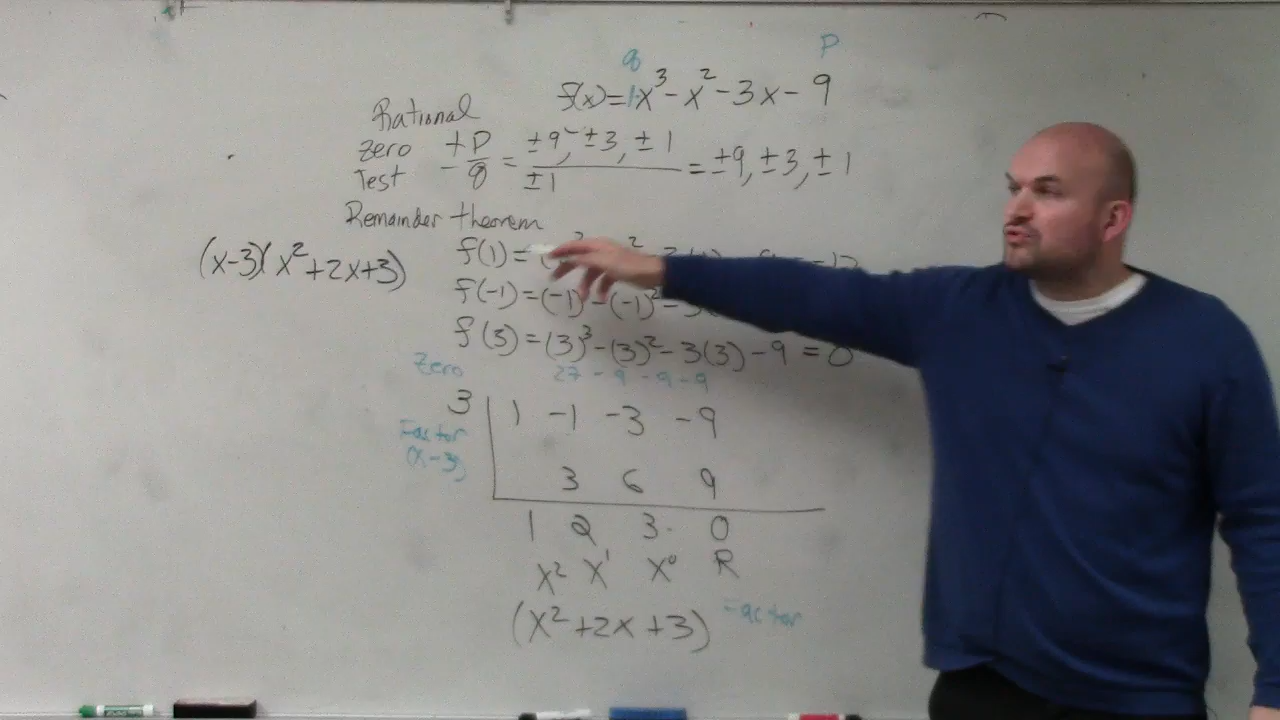 q P
f(x)=1x³-x²-3x-9
Rational
Zero
Test
±P/q = ±9, ±3, ±1 / ±1 = ±9, ±3, ±1
Remainder theorem
(x-3)(x²+2x+3)
f(1)=
f(-1)=(-1)³-(-1)²-3
f(3)=(3)³-(3)²-3(3)-9=0
Zero 27-9-9-9
3 1 -1 -3 -9
Factor
(x-3)
3 6 9
1 2 3 0
x² x¹ x⁰ R
(x²+2x+3) Factor